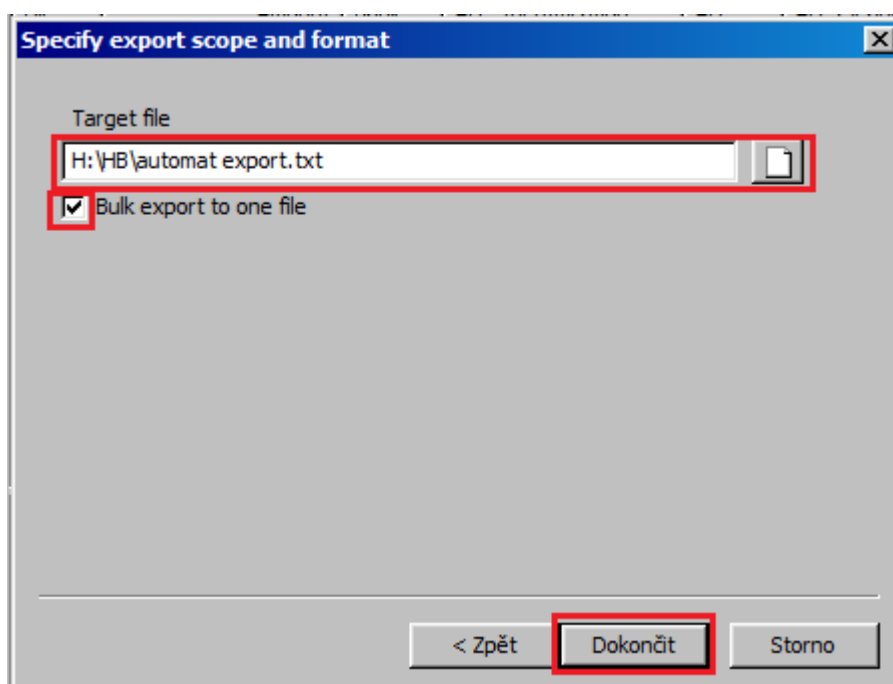 Specify export scope and format
Target file
H:\HB\automat export.txt
Bulk export to one file
< Zpět
Dokončit
Storno